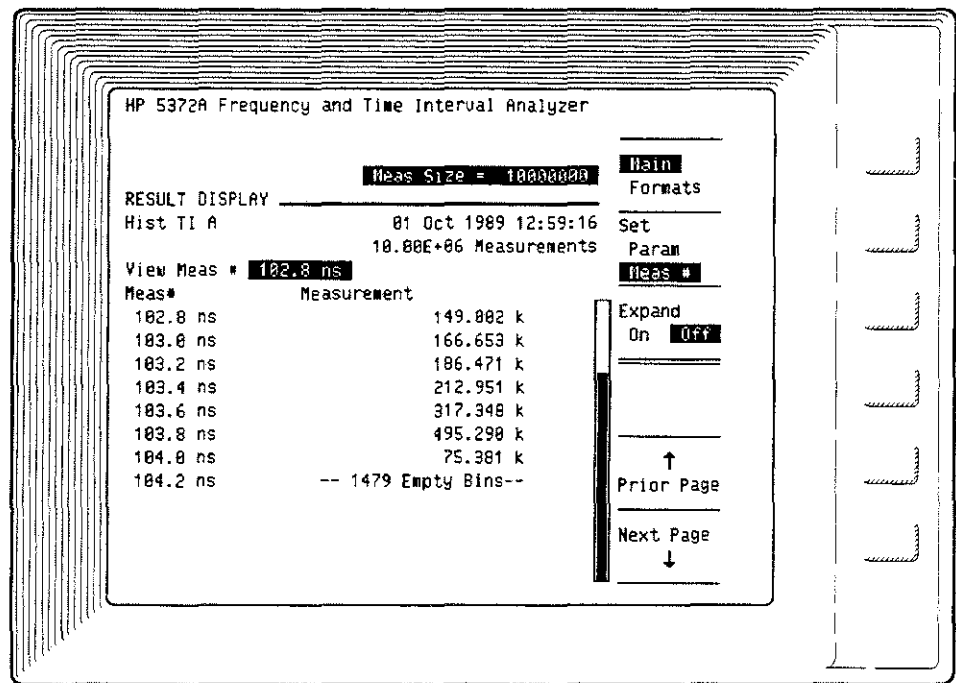 HP 5372A Frequency and Time Interval Analyzer
Meas Size = 10000000
RESULT DISPLAY
Hist TI A 01 Oct 1989 12:59:16
10.00E+06 Measurements
View Meas # 102.8 ns
Meas# Measurement
102.8 ns 149.002 k
103.0 ns 166.653 k
103.2 ns 186.471 k
103.4 ns 212.951 k
103.6 ns 317.340 k
103.8 ns 495.290 k
104.0 ns 75.381 k
104.2 ns -- 1479 Empty Bins--
Main
Formats
Set
Param
Meas #
Expand
On Off
↑
Prior Page
Next Page
↓